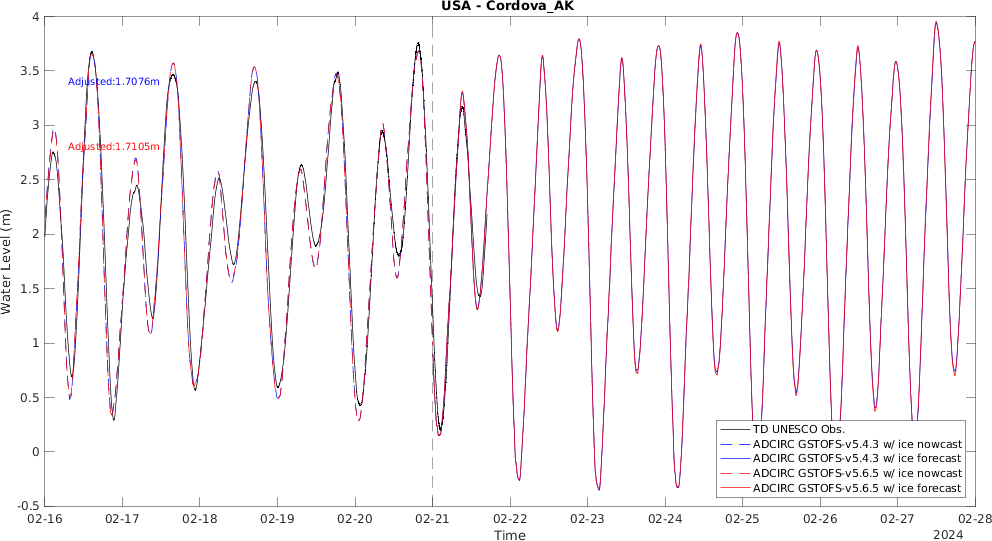 USA - Cordova_AK
4
3.5
3
2.5
2
1.5
1
0.5
0
-0.5
Water Level (m)
Adjusted:1.7076m
Adjusted:1.7105m
TD UNESCO Obs.
ADCIRC GSTOFS-v5.4.3 w/ ice nowcast
ADCIRC GSTOFS-v5.4.3 w/ ice forecast
ADCIRC GSTOFS-v5.6.5 w/ ice nowcast
ADCIRC GSTOFS-v5.6.5 w/ ice forecast
02-16 02-17 02-18 02-19 02-20 02-21 02-22 02-23 02-24 02-25 02-26 02-27 02-28
Time
2024